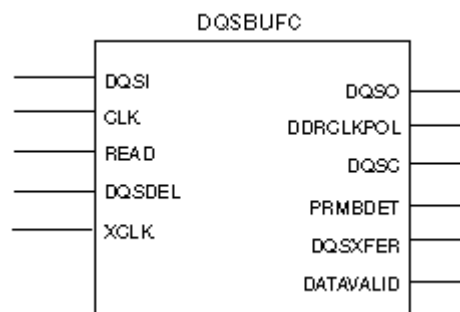 DQSBUFC
DQSI
CLK
READ
DQSDEL
XCLK
DQSO
DDRCLKPOL
DQSC
PRMBDET
DQSXFER
DATAVALID